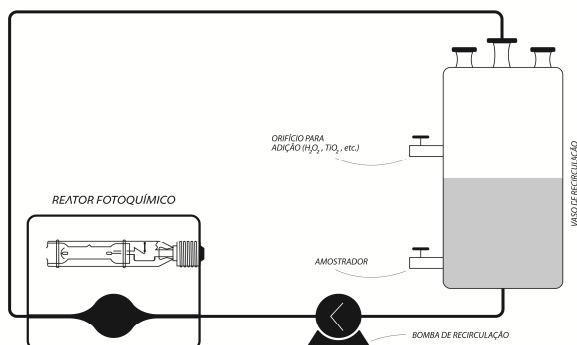 ORIFÍCIO PARA
ADIÇÃO (H2O2, TiO2, etc.)
VASO DE RECIRCULAÇÃO
REATOR FOTOQUÍMICO
AMOSTRADOR
BOMBA DE RECIRCULAÇÃO